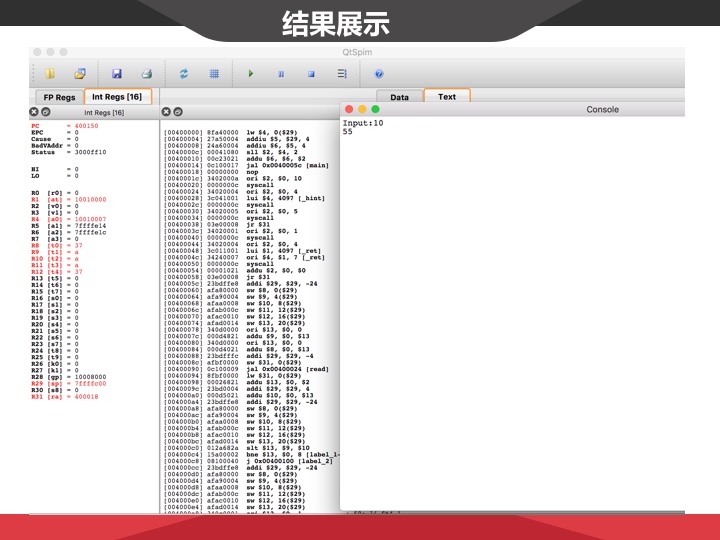 结果展示
QtSpim
FP Regs
Int Regs [16]
Data
Text
Int Regs [16]
Console
PC = 400150
EPC = 0
Cause = 0
BadVAddr = 0
Status = 3000ff10
HI = 0
LO = 0
R0 [r0] = 0
R1 [at] = 10010000
R2 [v0] = 0
R3 [v1] = 0
R4 [a0] = 10010007
R5 [a1] = 7ffffe14
R6 [a2] = 7ffffe1c
R7 [a3] = 0
R8 [t0] = 37
R9 [t1] = a
R10 [t2] = a
R11 [t3] = a
R12 [t4] = 37
R13 [t5] = 0
R14 [t6] = 0
R15 [t7] = 0
R16 [s0] = 0
R17 [s1] = 0
R18 [s2] = 0
R19 [s3] = 0
R20 [s4] = 0
R21 [s5] = 0
R22 [s6] = 0
R23 [s7] = 0
R24 [t8] = 0
R25 [t9] = 0
R26 [k0] = 0
R27 [k1] = 0
R28 [gp] = 10008000
R29 [sp] = 7ffffc00
R30 [s8] = 0
R31 [ra] = 400018
[00400000] 8fa40000 lw $4, 0($29)
[00400004] 27a50004 addiu $5, $29, 4
[00400008] 24a60004 addiu $6, $5, 4
[0040000c] 00041080 sll $2, $4, 2
[00400010] 00c23021 addu $6, $6, $2
[00400014] 0c100017 jal 0x0040005c [main]
[00400018] 00000000 nop
[0040001c] 3402000a ori $2, $0, 10
[00400020] 0000000c syscall
[00400024] 34020004 ori $2, $0, 4
[00400028] 3c041001 lui $4, 4097 [_hint]
[0040002c] 0000000c syscall
[00400030] 34020005 ori $2, $0, 5
[00400034] 0000000c syscall
[00400038] 03e00008 jr $31
[0040003c] 34020001 ori $2, $0, 1
[00400040] 0000000c syscall
[00400044] 34020004 ori $2, $0, 4
[00400048] 3c011001 lui $1, 4097 [_ret]
[0040004c] 34240007 ori $4, $1, 7 [_ret]
[00400050] 0000000c syscall
[00400054] 00001021 addu $2, $0, $0
[00400058] 03e00008 jr $31
[0040005c] 23bdffe8 addi $29, $29, -24
[00400060] afa80000 sw $8, 0($29)
[00400064] afa90004 sw $9, 4($29)
[00400068] afaa0008 sw $10, 8($29)
[0040006c] afab000c sw $11, 12($29)
[00400070] afac0010 sw $12, 16($29)
[00400074] afad0014 sw $13, 20($29)
[00400078] 340d0000 ori $13, $0, 0
[0040007c] 000d4821 addu $9, $0, $13
[00400080] 340d0000 ori $13, $0, 0
[00400084] 000d4021 addu $8, $0, $13
[00400088] 23bdfffc addi $29, $29, -4
[0040008c] afbf0000 sw $31, 0($29)
[00400090] 0c100009 jal 0x00400024 [read]
[00400094] 8fbf0000 lw $31, 0($29)
[00400098] 00026821 addu $13, $0, $2
[0040009c] 23bd0004 addi $29, $29, 4
[004000a0] 000d5021 addu $10, $0, $13
[004000a4] 23bdffe8 addi $29, $29, -24
[004000a8] afa80000 sw $8, 0($29)
[004000ac] afa90004 sw $9, 4($29)
[004000b0] afaa0008 sw $10, 8($29)
[004000b4] afab000c sw $11, 12($29)
[004000b8] afac0010 sw $12, 16($29)
[004000bc] afad0014 sw $13, 20($29)
[004000c0] 012a682a slt $13, $9, $10
[004000c4] 15a00002 bne $13, $0, 8 [label_1-
[004000c8] 08100040 j 0x00400100 [label_2]
[004000cc] 23bdffe8 addi $29, $29, -24
[004000d0] afa80000 sw $8, 0($29)
[004000d4] afa90004 sw $9, 4($29)
[004000d8] afaa0008 sw $10, 8($29)
[004000dc] afab000c sw $11, 12($29)
[004000e0] afac0010 sw $12, 16($29)
[004000e4] afad0014 sw $13, 20($29)
Input:10
55